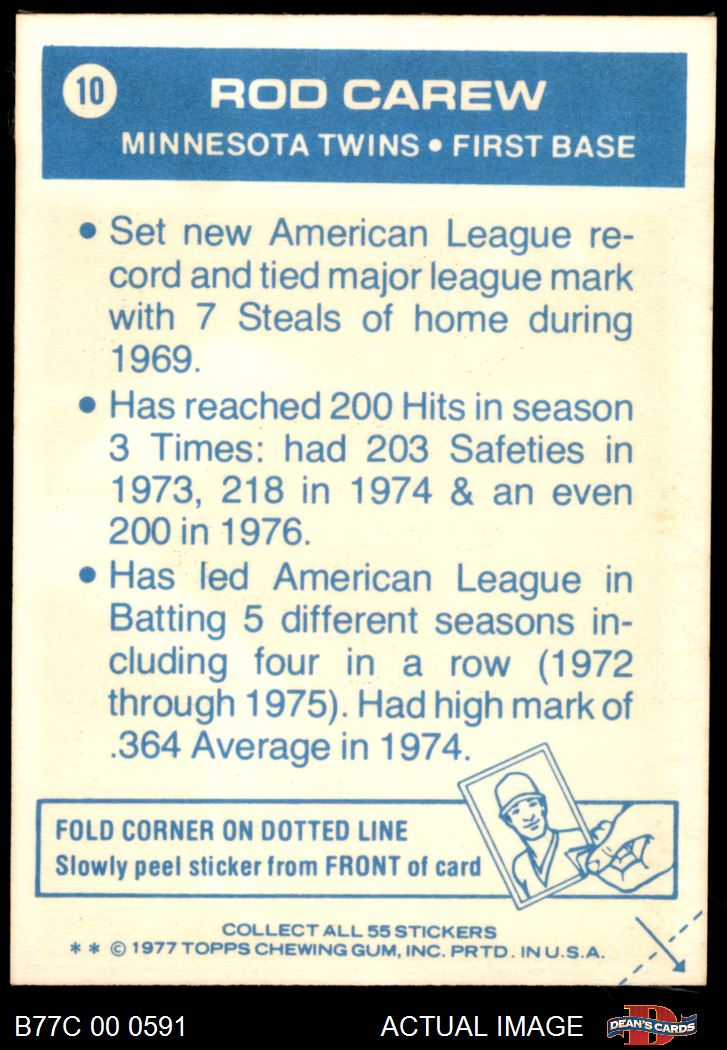 10
ROD CAREW
MINNESOTA TWINS • FIRST BASE
• Set new American League re-
cord and tied major league mark
with 7 Steals of home during
1969.
• Has reached 200 Hits in season
3 Times: had 203 Safeties in
1973, 218 in 1974 & an even
200 in 1976.
• Has led American League in
Batting 5 different seasons in-
cluding four in a row (1972
through 1975). Had high mark of
.364 Average in 1974.
FOLD CORNER ON DOTTED LINE
Slowly peel sticker from FRONT of card
COLLECT ALL 55 STICKERS
* * © 1977 TOPPS CHEWING GUM, INC. PRTD. IN U.S.A.
B77C 00 0591
ACTUAL IMAGE
D
DEAN'S CARDS